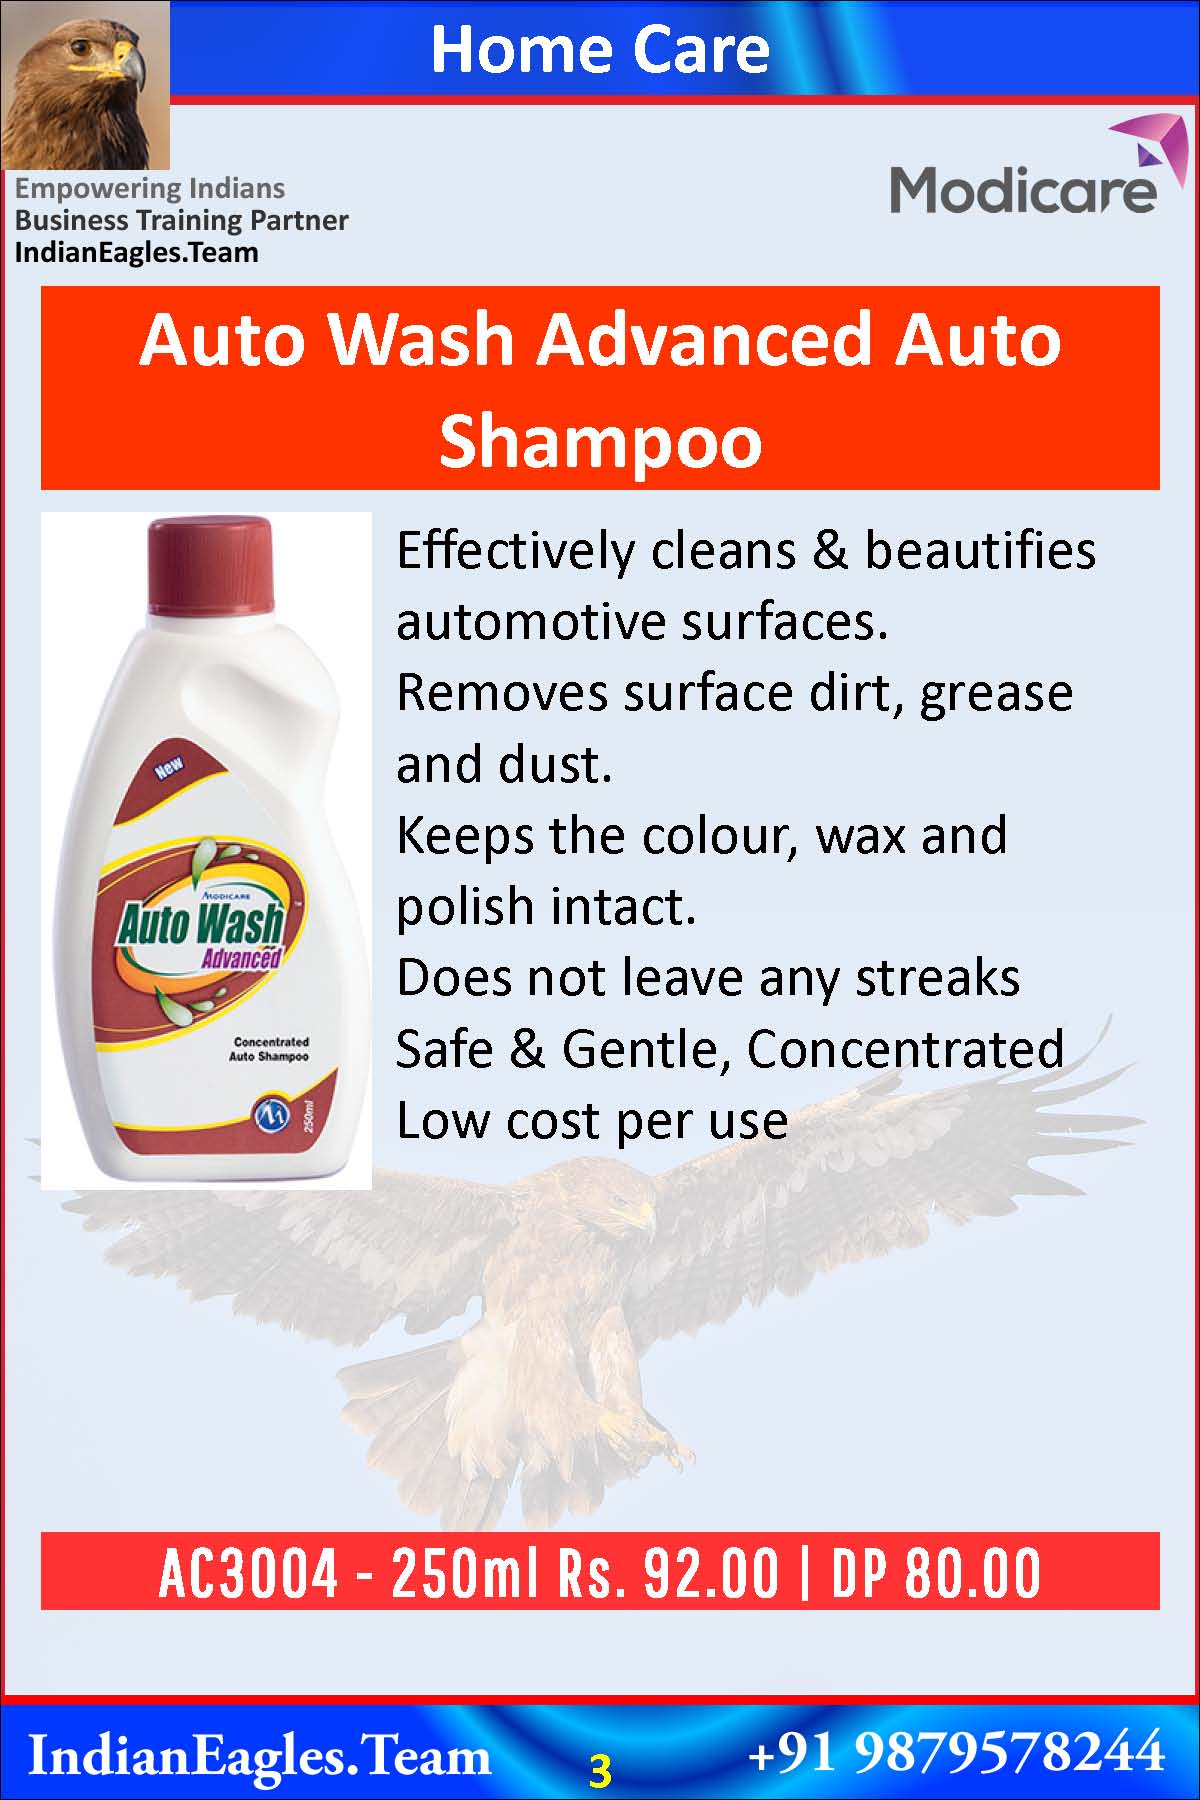 Home Care
Empowering Indians
Business Training Partner
IndianEagles.Team
Modicare
Auto Wash Advanced Auto
Shampoo
New
MODICARE
Auto Wash™
Advanced
Concentrated
Auto Shampoo
250ml
Effectively cleans & beautifies
automotive surfaces.
Removes surface dirt, grease
and dust.
Keeps the colour, wax and
polish intact.
Does not leave any streaks
Safe & Gentle, Concentrated
Low cost per use
AC3004 - 250ml Rs. 92.00 | DP 80.00
IndianEagles.Team
3
+91 9879578244